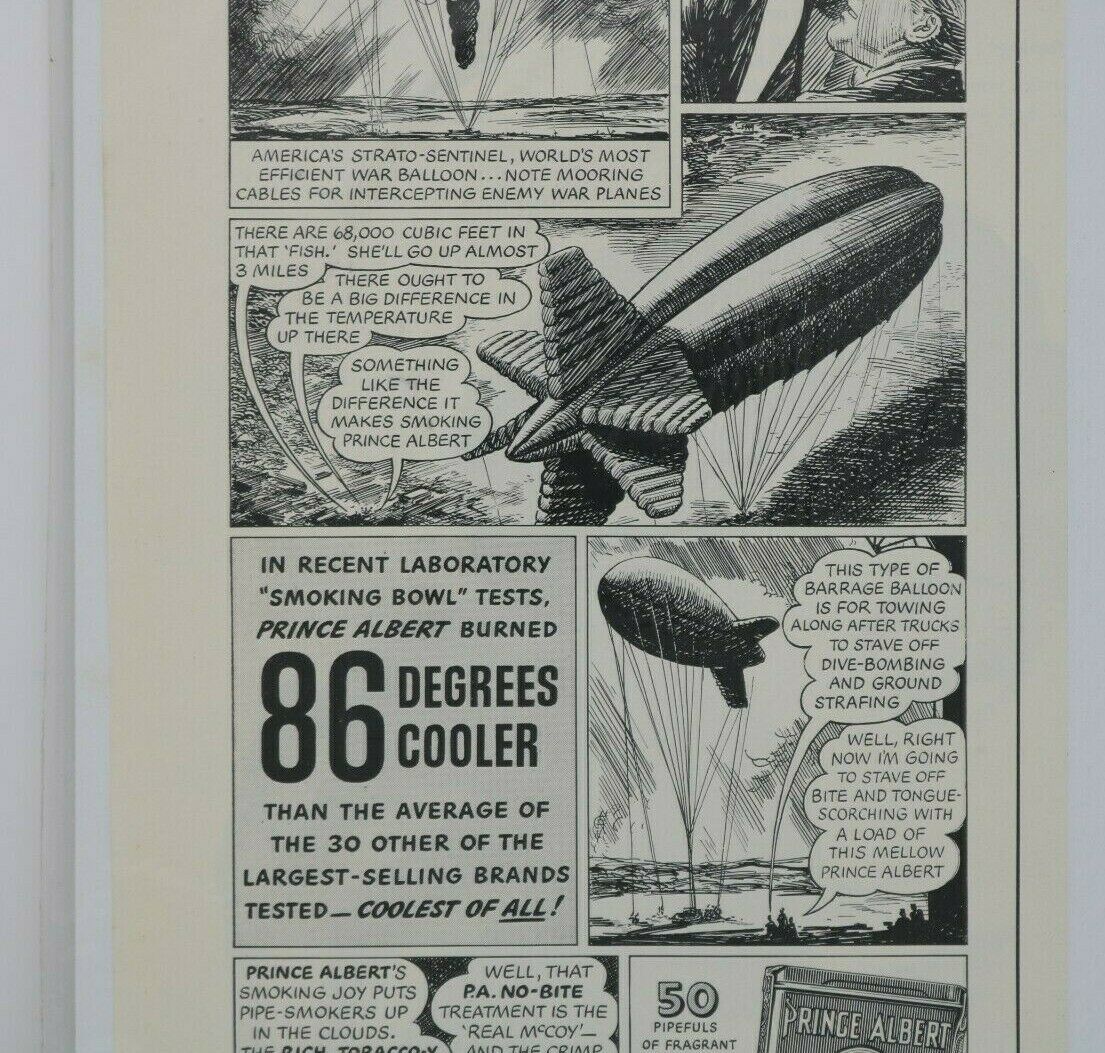 AMERICA'S STRATO-SENTINEL, WORLD'S MOST
EFFICIENT WAR BALLOON...NOTE MOORING
CABLES FOR INTERCEPTING ENEMY WAR PLANES
THERE ARE 68,000 CUBIC FEET IN
THAT 'FISH.' SHE'LL GO UP ALMOST
3 MILES
THERE OUGHT TO
BE A BIG DIFFERENCE IN
THE TEMPERATURE
UP THERE
SOMETHING
LIKE THE
DIFFERENCE IT
MAKES SMOKING
PRINCE ALBERT
IN RECENT LABORATORY
"SMOKING BOWL" TESTS,
PRINCE ALBERT BURNED
86 DEGREES
COOLER
THAN THE AVERAGE OF
THE 30 OTHER OF THE
LARGEST-SELLING BRANDS
TESTED—COOLEST OF ALL!
THIS TYPE OF
BARRAGE BALLOON
IS FOR TOWING
ALONG AFTER TRUCKS
TO STAVE OFF
DIVE-BOMBING
AND GROUND
STRAFING
WELL, RIGHT
NOW I'M GOING
TO STAVE OFF
BITE AND TONGUE-
SCORCHING WITH
A LOAD OF
THIS MELLOW
PRINCE ALBERT
PRINCE ALBERT'S
SMOKING JOY PUTS
PIPE-SMOKERS UP
IN THE CLOUDS.
THE RICH, TOBACCO-Y
WELL, THAT
P.A. NO-BITE
TREATMENT IS THE
'REAL McCOY'—
AND THE CRIMP
50
PIPEFULS
OF FRAGRANT
PRINCE ALBERT